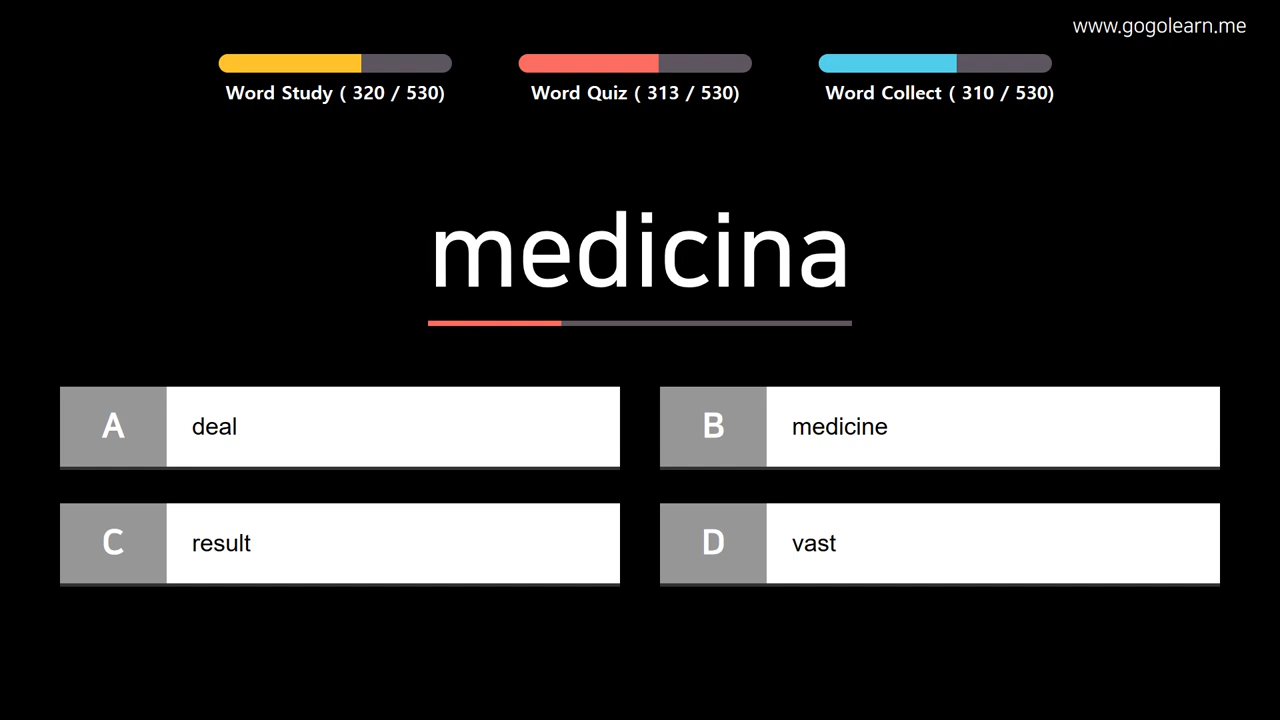 www.gogolearn.me
Word Study ( 320 / 530)
Word Quiz ( 313 / 530)
Word Collect ( 310 / 530)
medicina
A
deal
B
medicine
C
result
D
vast